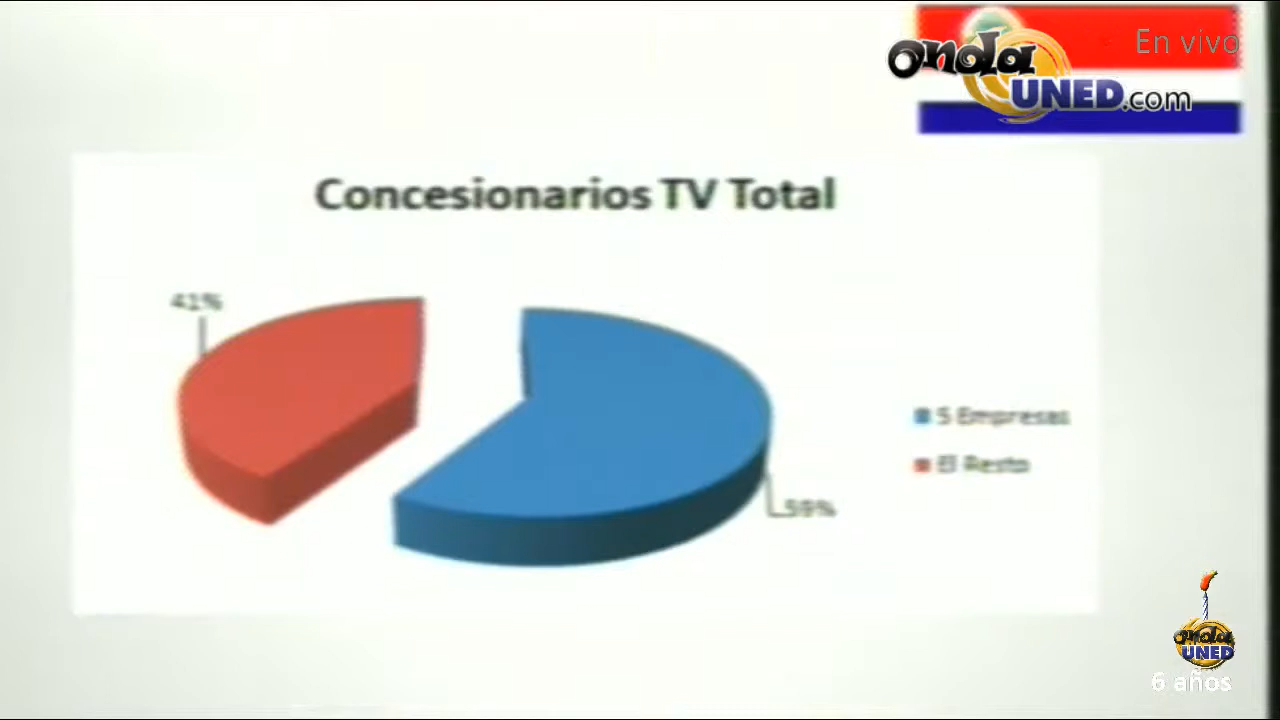 En vivo
onda
UNED.com
Concesionarios TV Total
41%
5 Empresas
El Resto
59%
onda
UNED
6 años